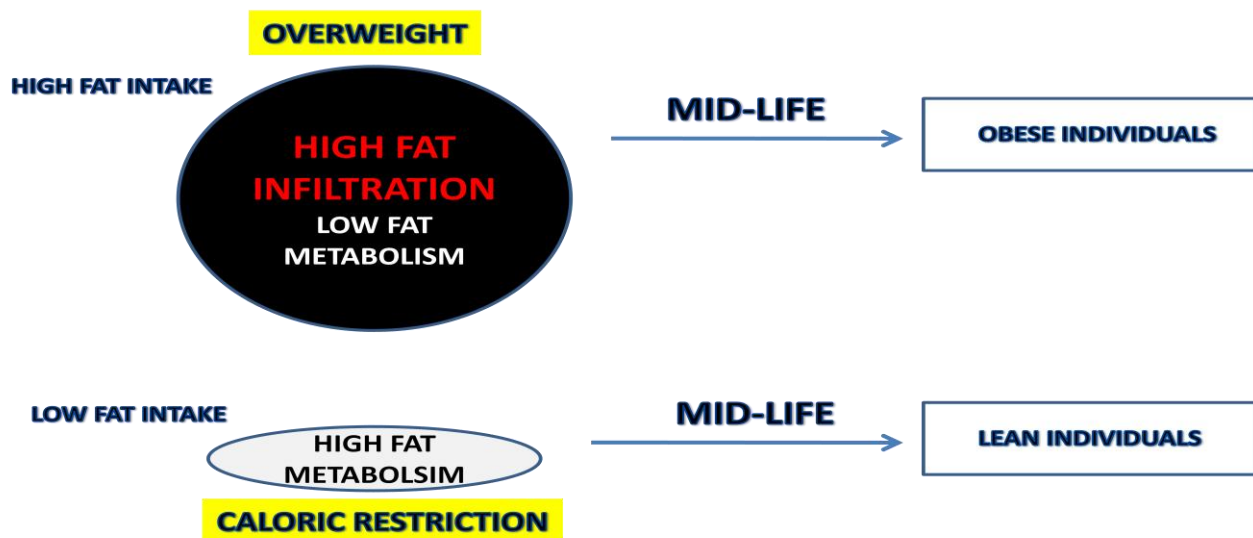 OVERWEIGHT
HIGH FAT INTAKE
HIGH FAT
INFILTRATION
LOW FAT
METABOLISM
MID-LIFE
OBESE INDIVIDUALS
LOW FAT INTAKE
HIGH FAT
METABOLSIM
CALORIC RESTRICTION
MID-LIFE
LEAN INDIVIDUALS